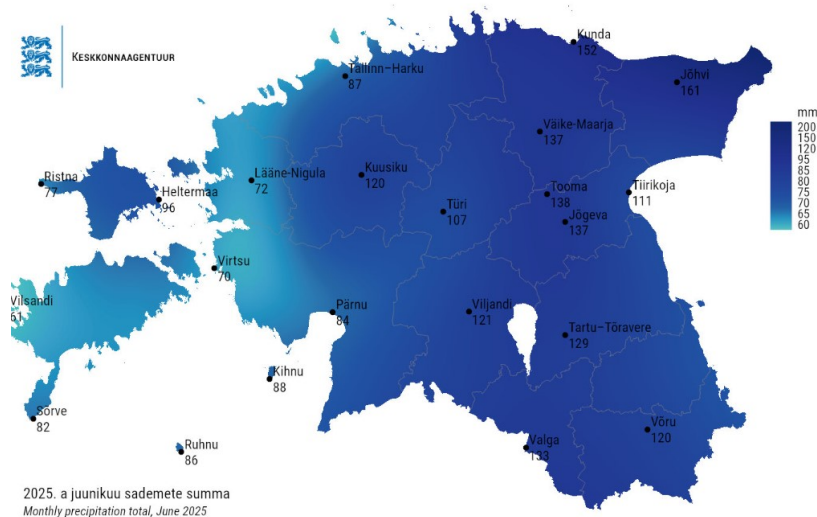 KESKKONNAAGENTUUR
Kunda
152
Tallinn–Harku
87
Jõhvi
161
Väike-Maarja
137
mm
200
150
120
95
85
80
75
70
65
60
Ristna
77
Heltermaa
96
Lääne-Nigula
72
Kuusiku
120
Türi
107
Tooma
138
Tiirikoja
111
Jõgeva
137
Virtsu
70
Vilsandi
61
Pärnu
84
Viljandi
121
Tartu–Tõravere
129
Kihnu
88
Sõrve
82
Ruhnu
86
Valga
133
Võru
120
2025. a juunikuu sademete summa
Monthly precipitation total, June 2025